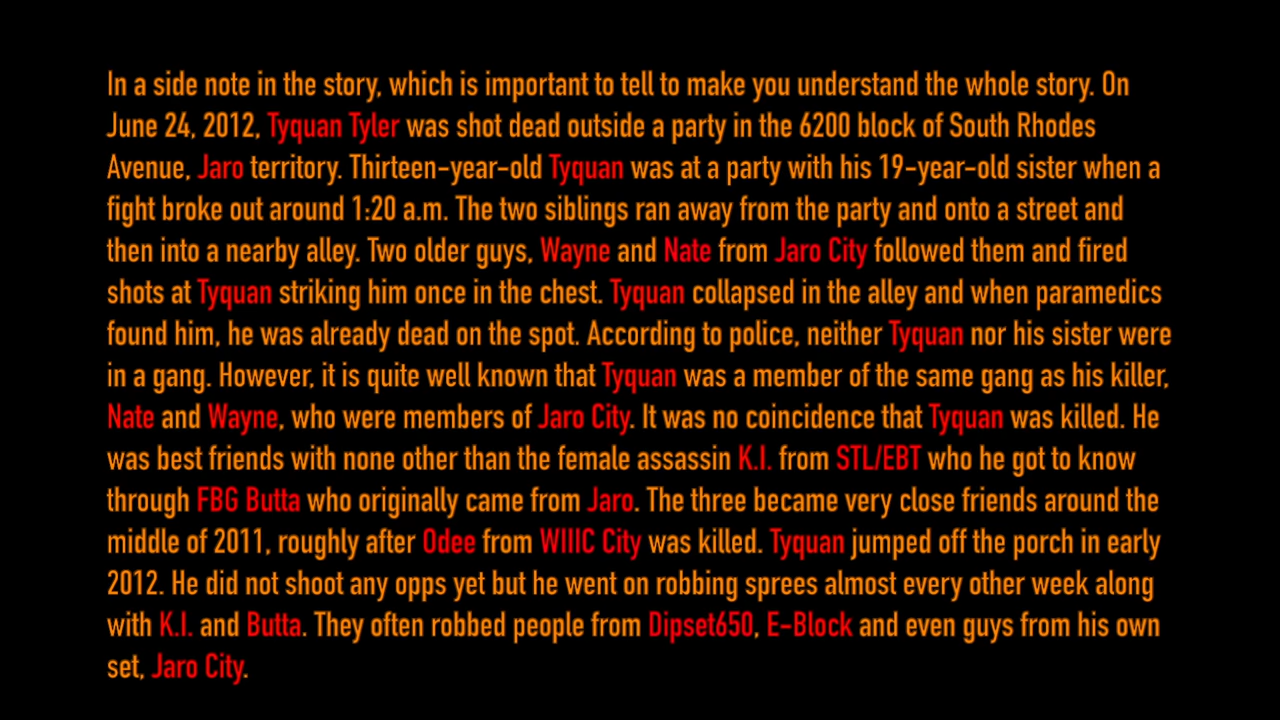 In a side note in the story, which is important to tell to make you understand the whole story. On
June 24, 2012, Tyquan Tyler was shot dead outside a party in the 6200 block of South Rhodes
Avenue, Jaro territory. Thirteen-year-old Tyquan was at a party with his 19-year-old sister when a
fight broke out around 1:20 a.m. The two siblings ran away from the party and onto a street and
then into a nearby alley. Two older guys, Wayne and Nate from Jaro City followed them and fired
shots at Tyquan striking him once in the chest. Tyquan collapsed in the alley and when paramedics
found him, he was already dead on the spot. According to police, neither Tyquan nor his sister were
in a gang. However, it is quite well known that Tyquan was a member of the same gang as his killer,
Nate and Wayne, who were members of Jaro City. It was no coincidence that Tyquan was killed. He
was best friends with none other than the female assassin K.I. from STL/EBT who he got to know
through FBG Butta who originally came from Jaro. The three became very close friends around the
middle of 2011, roughly after Odee from WIIIC City was killed. Tyquan jumped off the porch in early
2012. He did not shoot any opps yet but he went on robbing sprees almost every other week along
with K.I. and Butta. They often robbed people from Dipset650, E-Block and even guys from his own
set, Jaro City.